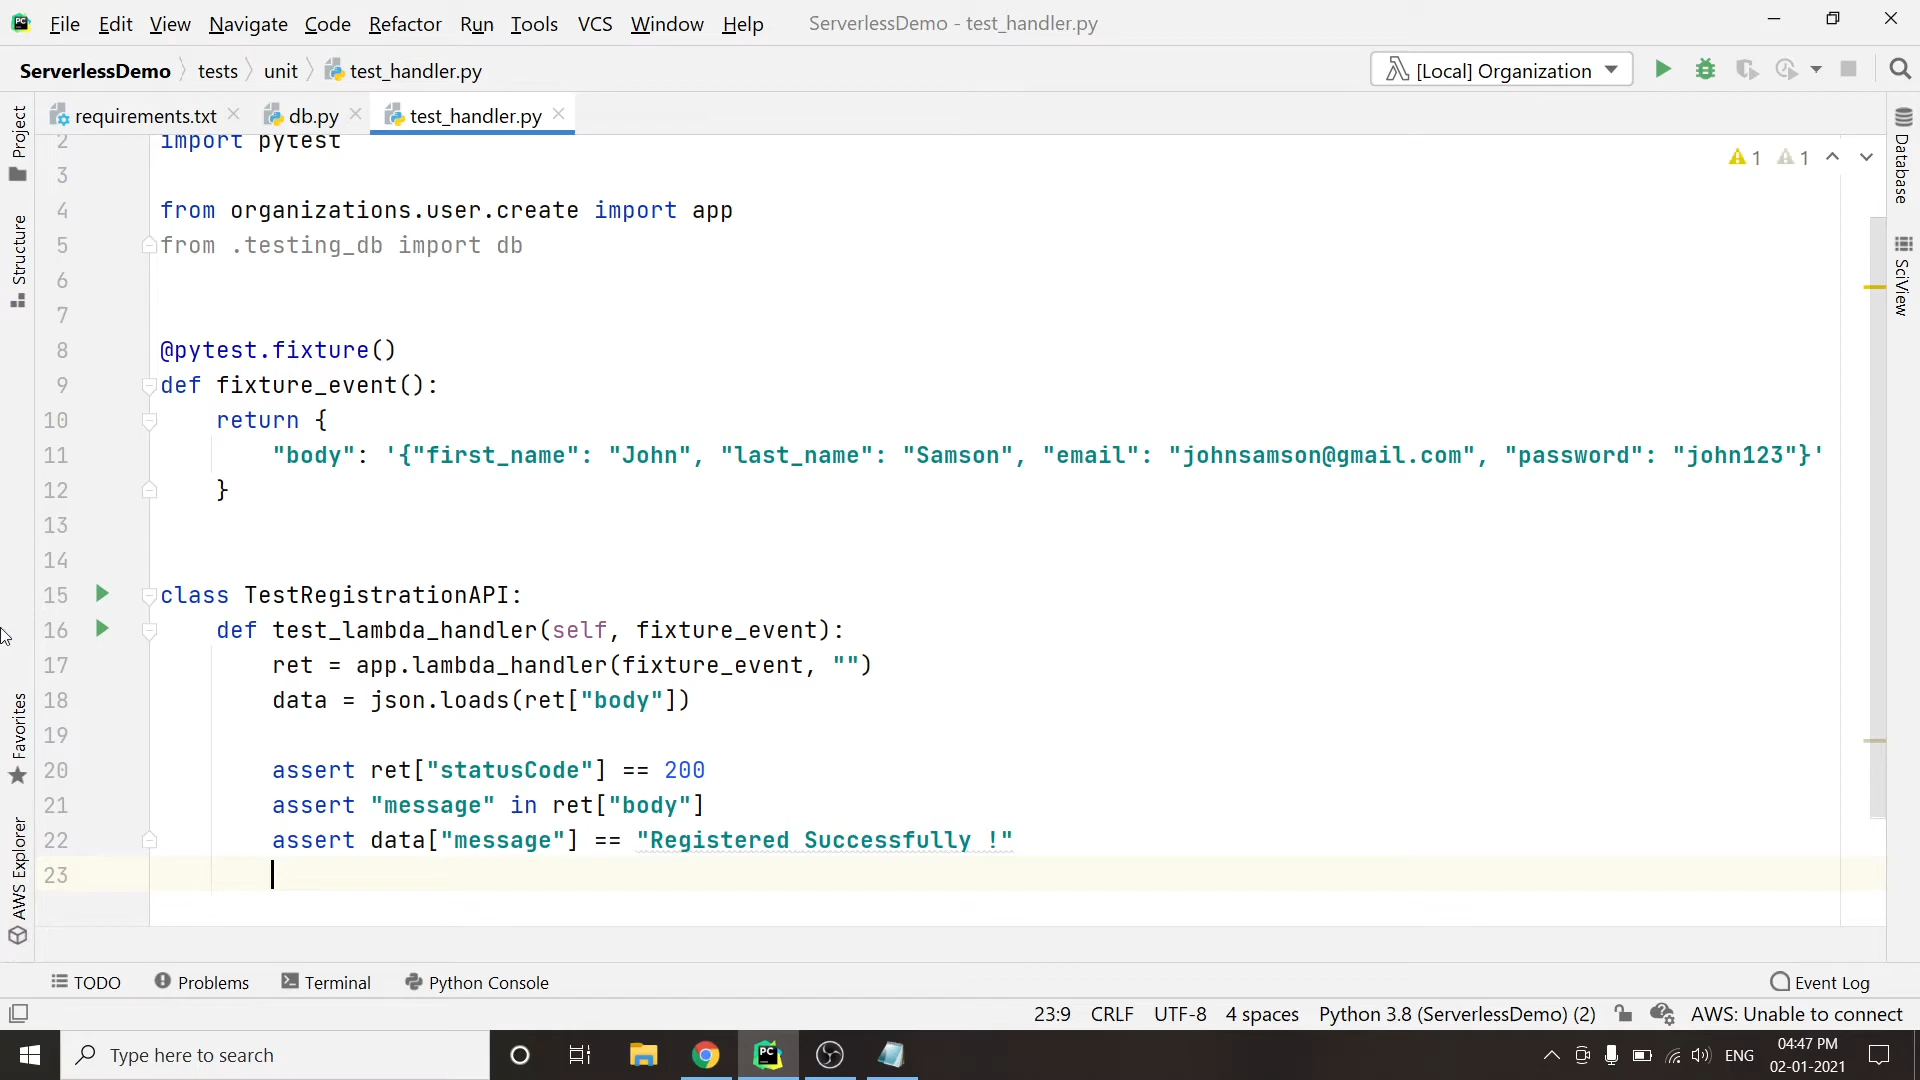 File Edit View Navigate Code Refactor Run Tools VCS Window Help ServerlessDemo - test_handler.py
ServerlessDemo tests unit test_handler.py [Local] Organization
requirements.txt db.py test_handler.py
1 1
2 import pytest
3
4 from organizations.user.create import app
5 from .testing_db import db
6
7
8 @pytest.fixture()
9 def fixture_event():
10 return {
11 "body": '{"first_name": "John", "last_name": "Samson", "email": "johnsamson@gmail.com", "password": "john123"}'
12 }
13
14
15 class TestRegistrationAPI:
16 def test_lambda_handler(self, fixture_event):
17 ret = app.lambda_handler(fixture_event, "")
18 data = json.loads(ret["body"])
19
20 assert ret["statusCode"] == 200
21 assert "message" in ret["body"]
22 assert data["message"] == "Registered Successfully !"
23
Project
Structure
Favorites
AWS Explorer
Database
SciView
TODO Problems Terminal Python Console Event Log
23:9 CRLF UTF-8 4 spaces Python 3.8 (ServerlessDemo) (2) AWS: Unable to connect
Type here to search PC ENG 04:47 PM
02-01-2021